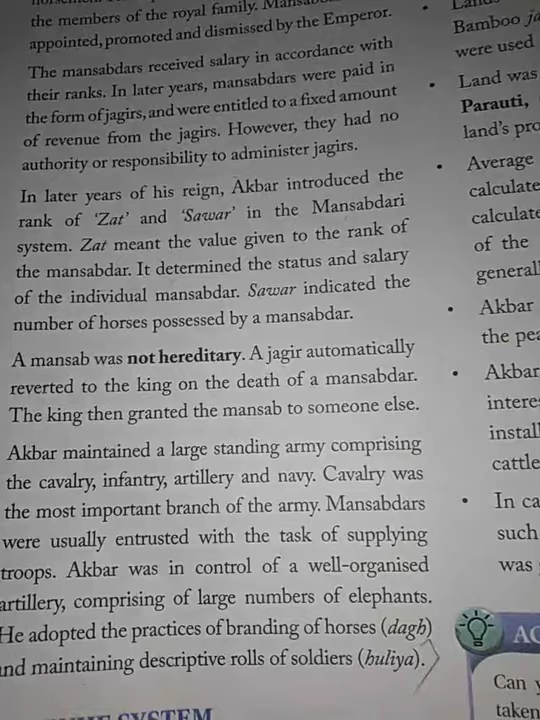 the members of the royal family.
appointed, promoted and dismissed by the Emperor.
The mansabdars received salary in accordance with
their ranks. In later years, mansabdars were paid in
the form of jagirs, and were entitled to a fixed amount
of revenue from the jagirs. However, they had no
authority or responsibility to administer jagirs.
In later years of his reign, Akbar introduced the
rank of 'Zat' and 'Sawar' in the Mansabdari
system. Zat meant the value given to the rank of
the mansabdar. It determined the status and salary
of the individual mansabdar. Sawar indicated the
number of horses possessed by a mansabdar.
A mansab was not hereditary. A jagir automatically
reverted to the king on the death of a mansabdar.
The king then granted the mansab to someone else.
Akbar maintained a large standing army comprising
the cavalry, infantry, artillery and navy. Cavalry was
the most important branch of the army. Mansabdars
were usually entrusted with the task of supplying
troops. Akbar was in control of a well-organised
artillery, comprising of large numbers of elephants.
He adopted the practices of branding of horses (dagh)
and maintaining descriptive rolls of soldiers (huliya).
SYSTEM
Bamboo
were used
• Land was
Parauti,
land's
• Average
calculate
calculate
of the
• Akbar
the
• Akbar
cattle
• In
such
was
Can
taken